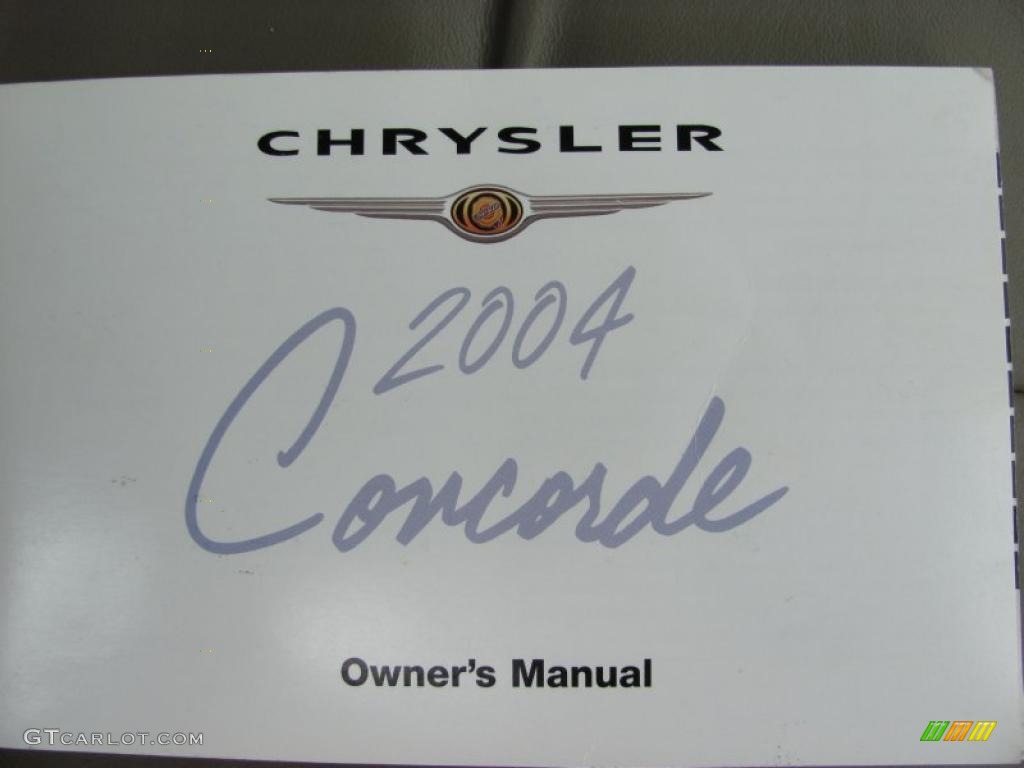 CHRYSLER
2004
Concorde
Owner's Manual
GTCARLOT.COM